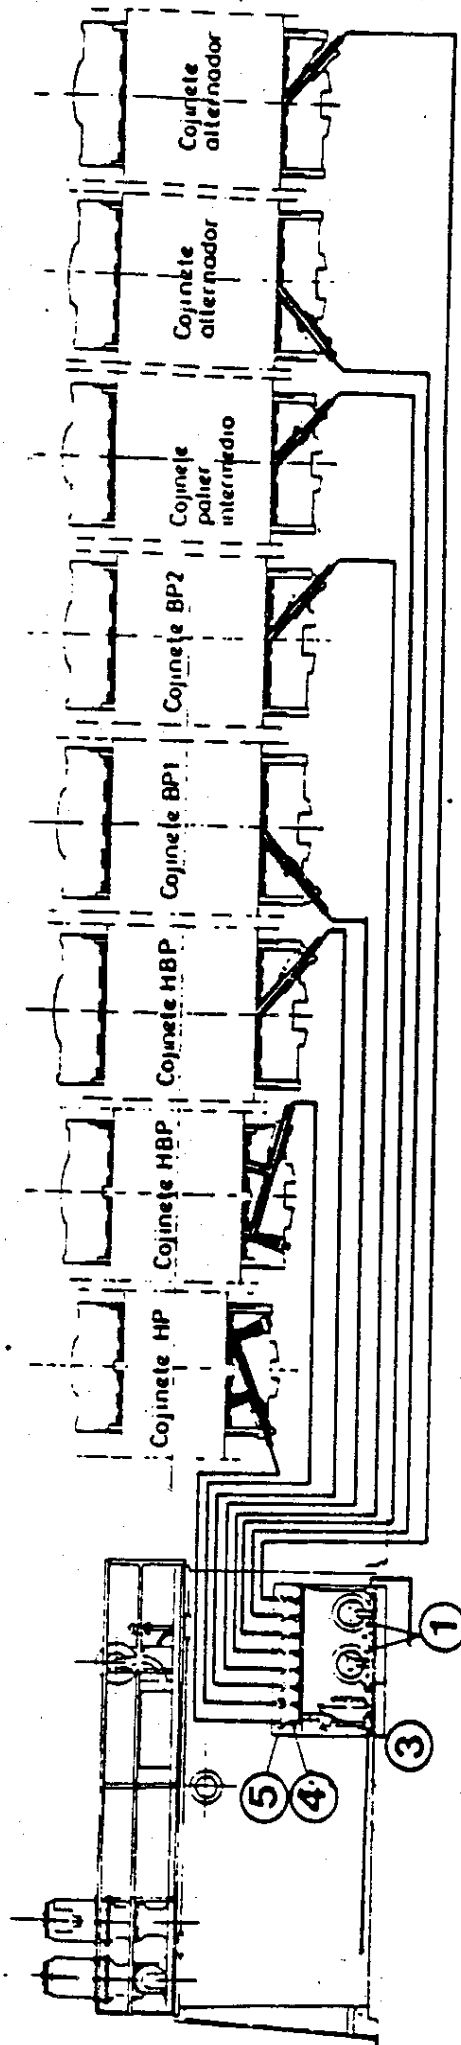 Cojinete HP
Cojinete HBP
Cojinete HBP
Cojinete BP1
Cojinete BP2
Cojinete
palier
intermedio
Cojinete
alternador
Cojinete
alternador
5
4
3
1